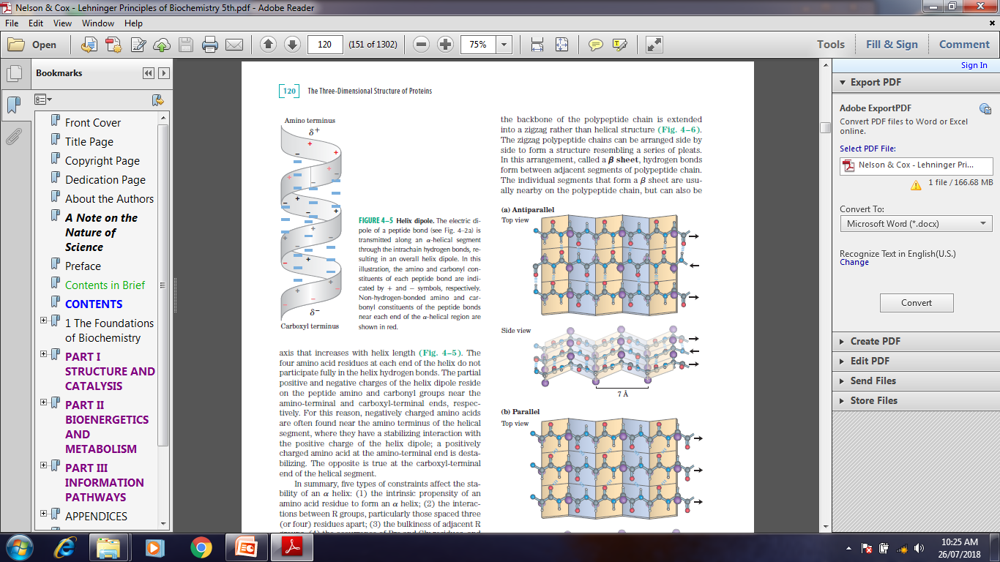 Nelson & Cox - Lehninger Principles of Biochemistry 5th.pdf - Adobe Reader
File Edit View Window Help
Open
120
(151 of 1302)
75%
Tools
Fill & Sign
Comment
Bookmarks
Front Cover
Title Page
Copyright Page
Dedication Page
About the Authors
A Note on the
Nature of
Science
Preface
Contents in Brief
CONTENTS
1 The Foundations
of Biochemistry
PART I
STRUCTURE AND
CATALYSIS
PART II
BIOENERGETICS
AND
METABOLISM
PART III
INFORMATION
PATHWAYS
APPENDICES
120 The Three-Dimensional Structure of Proteins
Amino terminus
δ+
δ−
Carboxyl terminus
FIGURE 4–5 Helix dipole. The electric di-
pole of a peptide bond (see Fig. 4–2a) is
transmitted along an α-helical segment
through the intrachain hydrogen bonds, re-
sulting in an overall helix dipole. In this
illustration, the amino and carbonyl con-
stituents of each peptide bond are indi-
cated by + and − symbols, respectively.
Non-hydrogen-bonded amino and car-
bonyl constituents of the peptide bonds
near each end of the α-helical region are
shown in red.
axis that increases with helix length (Fig. 4–5). The
four amino acid residues at each end of the helix do not
participate fully in the helix hydrogen bonds. The partial
positive and negative charges of the helix dipole reside
on the peptide amino and carbonyl groups near the
amino-terminal and carboxyl-terminal ends, respec-
tively. For this reason, negatively charged amino acids
are often found near the amino terminus of the helical
segment, where they have a stabilizing interaction with
the positive charge of the helix dipole; a positively
charged amino acid at the amino-terminal end is desta-
bilizing. The opposite is true at the carboxyl-terminal
end of the helical segment.
In summary, five types of constraints affect the sta-
bility of an α helix: (1) the intrinsic propensity of an
amino acid residue to form an α helix; (2) the interac-
tions between R groups, particularly those spaced three
(or four) residues apart; (3) the bulkiness of adjacent R
the backbone of the polypeptide chain is extended
into a zigzag rather than helical structure (Fig. 4–6).
The zigzag polypeptide chains can be arranged side by
side to form a structure resembling a series of pleats.
In this arrangement, called a β sheet, hydrogen bonds
form between adjacent segments of polypeptide chain.
The individual segments that form a β sheet are usu-
ally nearby on the polypeptide chain, but can also be
(a) Antiparallel
Top view
Side view
7 Å
(b) Parallel
Top view
Sign In
Export PDF
Adobe ExportPDF
Convert PDF files to Word or Excel
online.
Select PDF File:
Nelson & Cox - Lehninger Pri...
1 file / 166.68 MB
Convert To:
Microsoft Word (*.docx)
Recognize Text in English(U.S.)
Change
Convert
Create PDF
Edit PDF
Send Files
Store Files
10:25 AM
26/07/2018